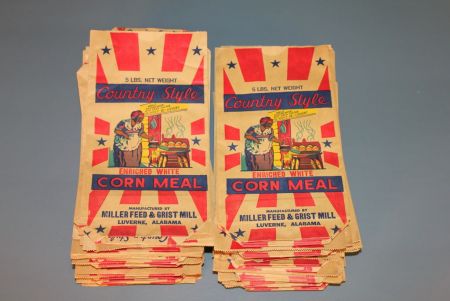 5 LBS. NET WEIGHT
Country Style
ENRICHED WHITE
CORN MEAL
MANUFACTURED BY
MILLER FEED & GRIST MILL
LUVERNE, ALABAMA
5 LBS. NET WEIGHT
Country Style
ENRICHED WHITE
CORN MEAL
MANUFACTURED BY
MILLER FEED & GRIST MILL
LUVERNE, ALABAMA